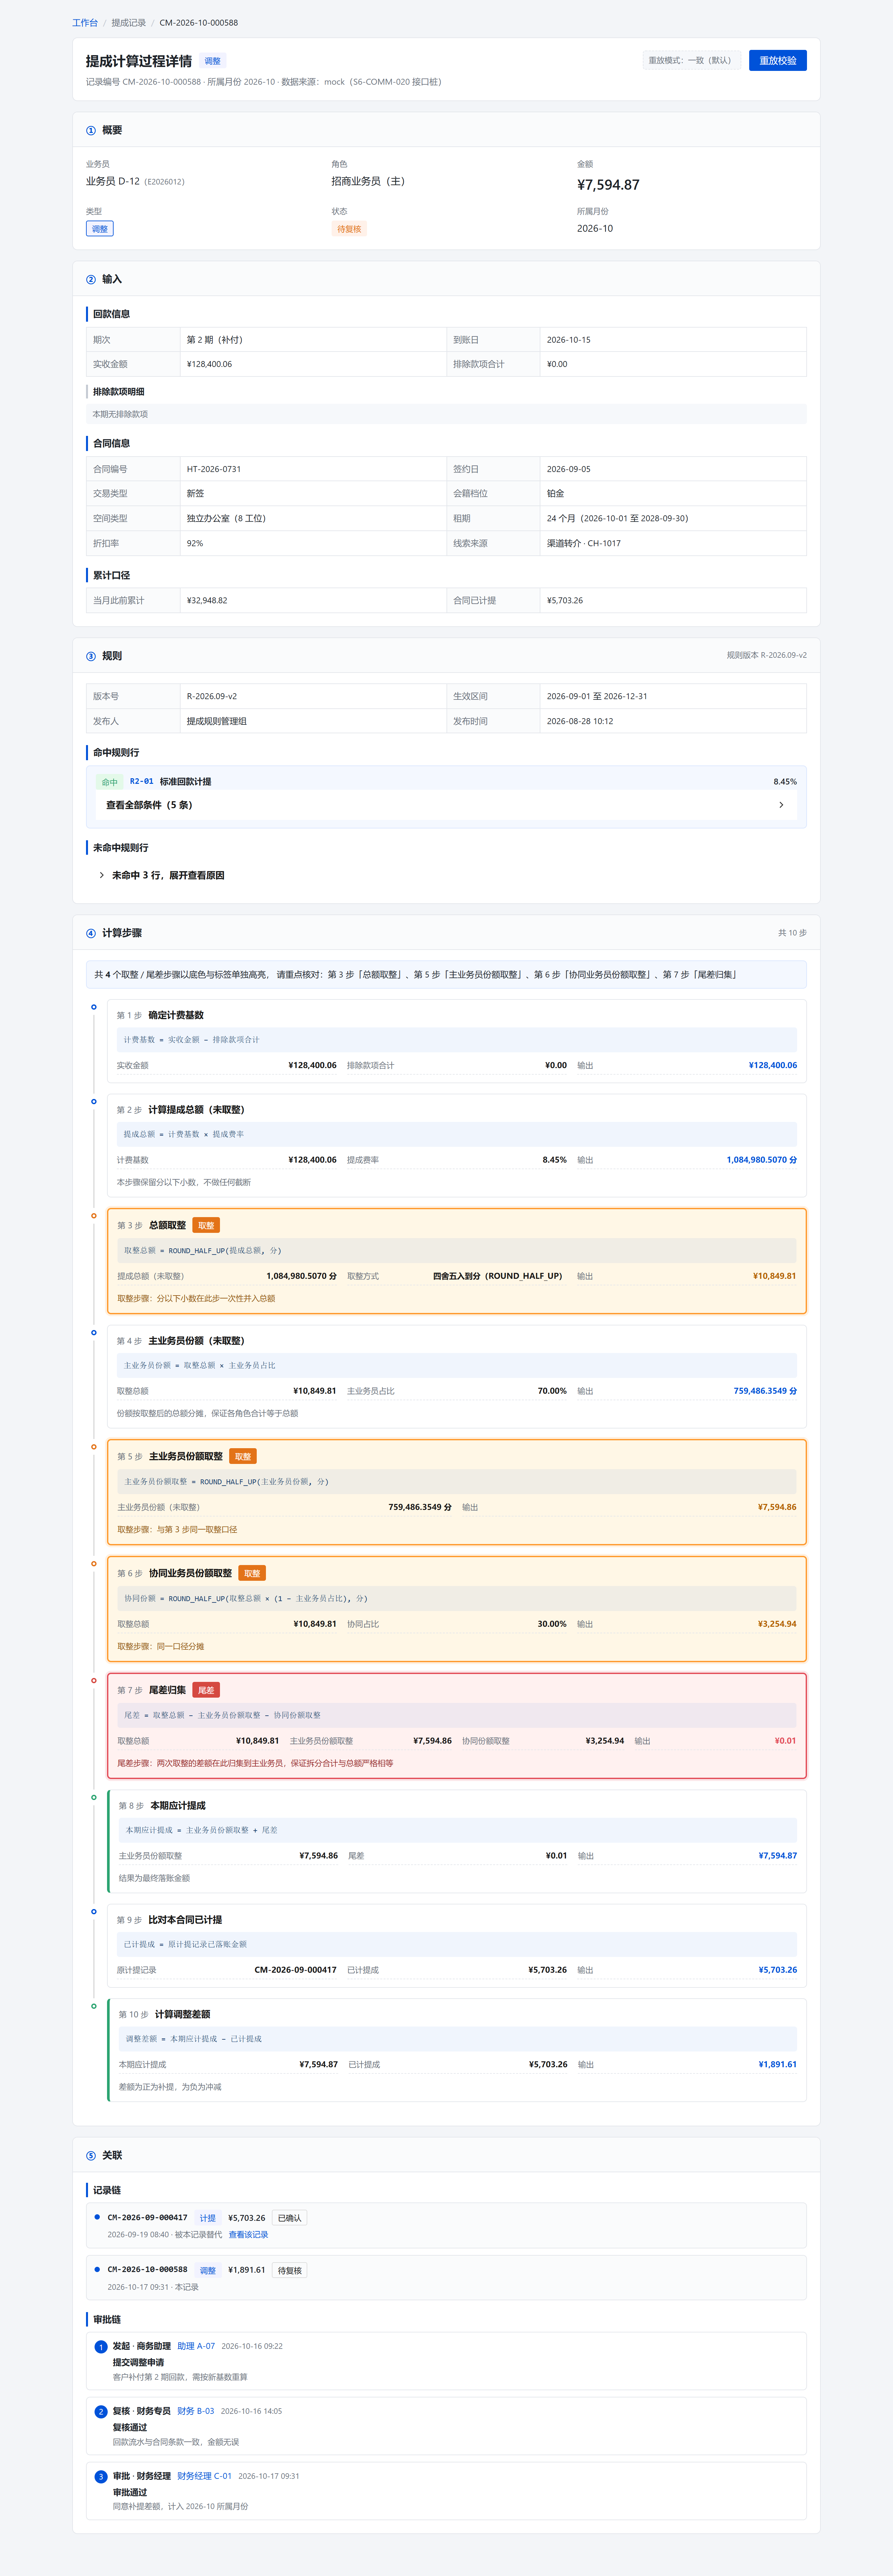 工作台 / 提成记录 / CM-2026-10-000588
提成计算过程详情 调整
重放模式：一致（默认） 重放校验
记录编号 CM-2026-10-000588 · 所属月份 2026-10 · 数据来源：mock（S6-COMM-020 接口桩）
① 概要
业务员 角色 金额
业务员 D-12（E2026012） 招商业务员（主） ¥7,594.87
类型 状态 所属月份
调整 待复核 2026-10
② 输入
回款信息
期次 第 2 期（补付） 到账日 2026-10-15
实收金额 ¥128,400.06 排除款项合计 ¥0.00
排除款项明细
本期无排除款项
合同信息
合同编号 HT-2026-0731 签约日 2026-09-05
交易类型 新签 会籍档位 铂金
空间类型 独立办公室（8 工位） 租期 24 个月（2026-10-01 至 2028-09-30）
折扣率 92% 线索来源 渠道转介 · CH-1017
累计口径
当月此前累计 ¥32,948.82 合同已计提 ¥5,703.26
③ 规则 规则版本 R-2026.09-v2
版本号 R-2026.09-v2 生效区间 2026-09-01 至 2026-12-31
发布人 提成规则管理组 发布时间 2026-08-28 10:12
命中规则行
命中 R2-01 标准回款计提 8.45%
查看全部条件（5 条）
未命中规则行
未命中 3 行，展开查看原因
④ 计算步骤 共 10 步
共 4 个取整 / 尾差步骤以底色与标签单独高亮， 请重点核对：第 3 步「总额取整」、第 5 步「主业务员份额取整」、第 6 步「协同业务员份额取整」、第 7 步「尾差归集」
第 1 步 确定计费基数
计费基数 = 实收金额 − 排除款项合计
实收金额 ¥128,400.06 排除款项合计 ¥0.00 输出 ¥128,400.06
第 2 步 计算提成总额（未取整）
提成总额 = 计费基数 × 提成费率
计费基数 ¥128,400.06 提成费率 8.45% 输出 1,084,980.5070 分
本步骤保留分以下小数，不做任何截断
第 3 步 总额取整 取整
取整总额 = ROUND_HALF_UP(提成总额, 分)
提成总额（未取整） 1,084,980.5070 分 取整方式 四舍五入到分（ROUND_HALF_UP） 输出 ¥10,849.81
取整步骤：分以下小数在此步一次性并入总额
第 4 步 主业务员份额（未取整）
主业务员份额 = 取整总额 × 主业务员占比
取整总额 ¥10,849.81 主业务员占比 70.00% 输出 759,486.3549 分
份额按取整后的总额分摊，保证各角色合计等于总额
第 5 步 主业务员份额取整 取整
主业务员份额取整 = ROUND_HALF_UP(主业务员份额, 分)
主业务员份额（未取整） 759,486.3549 分 输出 ¥7,594.86
取整步骤：与第 3 步同一取整口径
第 6 步 协同业务员份额取整 取整
协同份额 = ROUND_HALF_UP(取整总额 × (1 − 主业务员占比), 分)
取整总额 ¥10,849.81 协同占比 30.00% 输出 ¥3,254.94
取整步骤：同一口径分摊
第 7 步 尾差归集 尾差
尾差 = 取整总额 − 主业务员份额取整 − 协同份额取整
取整总额 ¥10,849.81 主业务员份额取整 ¥7,594.86 协同份额取整 ¥3,254.94 输出 ¥0.01
尾差步骤：两次取整的差额在此归集到主业务员，保证拆分合计与总额严格相等
第 8 步 本期应计提成
本期应计提成 = 主业务员份额取整 + 尾差
主业务员份额取整 ¥7,594.86 尾差 ¥0.01 输出 ¥7,594.87
结果为最终落账金额
第 9 步 比对本合同已计提
已计提成 = 原计提记录已落账金额
原计提记录 CM-2026-09-000417 已计提成 ¥5,703.26 输出 ¥5,703.26
第 10 步 计算调整差额
调整差额 = 本期应计提成 − 已计提成
本期应计提成 ¥7,594.87 已计提成 ¥5,703.26 输出 ¥1,891.61
差额为正为补提，为负为冲减
⑤ 关联
记录链
CM-2026-09-000417 计提 ¥5,703.26 已确认
2026-09-19 08:40 · 被本记录替代 查看该记录
CM-2026-10-000588 调整 ¥1,891.61 待复核
2026-10-17 09:31 · 本记录
审批链
1 发起 · 商务助理 助理 A-07 2026-10-16 09:22
提交调整申请
客户补付第 2 期回款，需按新基数重算
2 复核 · 财务专员 财务 B-03 2026-10-16 14:05
复核通过
回款流水与合同条款一致，金额无误
3 审批 · 财务经理 财务经理 C-01 2026-10-17 09:31
审批通过
同意补提差额，计入 2026-10 所属月份